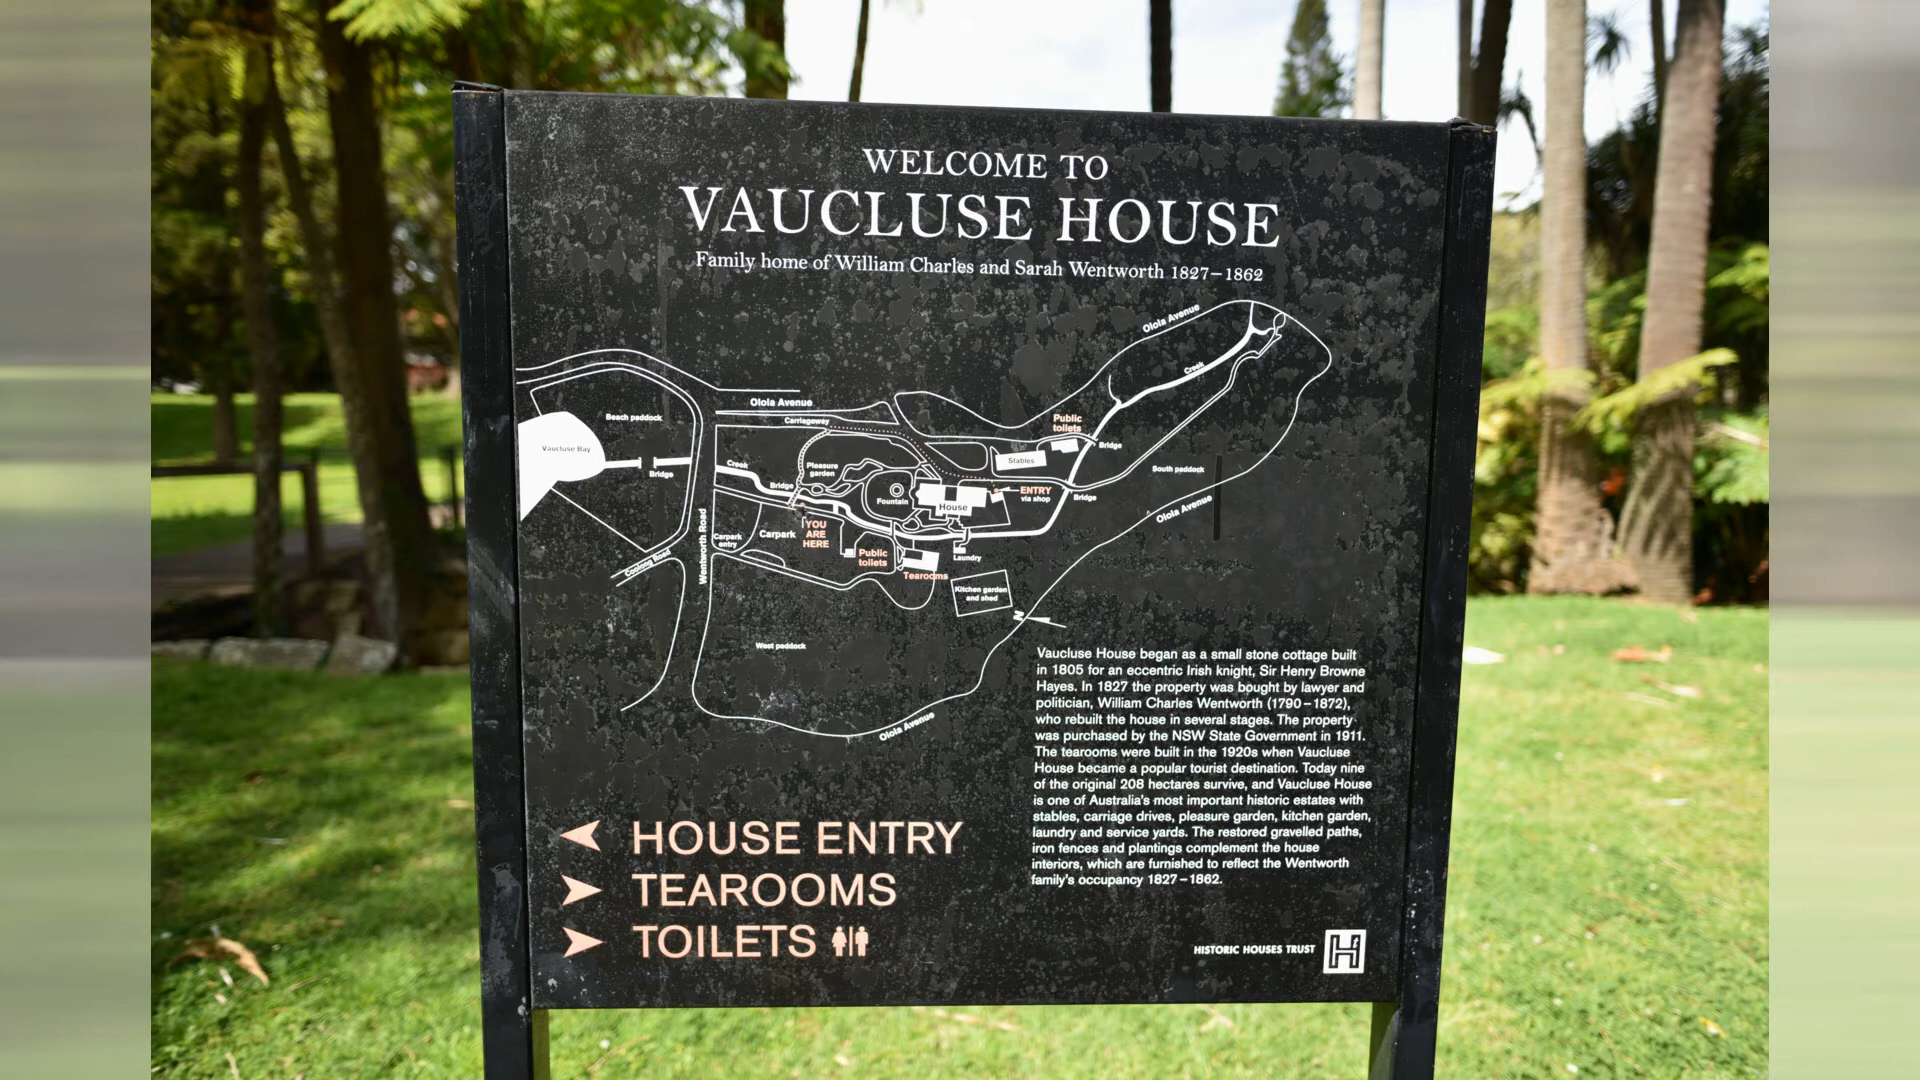 WELCOME TO
VAUCLUSE HOUSE
Family home of William Charles and Sarah Wentworth 1827–1862
Olola Avenue
Creek
Olola Avenue
Carriageway
Beach paddock
Public
toilets
Bridge
Vaucluse Bay
Bridge
Creek
Pleasure
garden
Stables
South paddock
Bridge
Fountain
House
ENTRY
via shop
Bridge
Olola Avenue
Wentworth Road
Carpark
entry
Carpark
YOU
ARE
HERE
Public
toilets
Laundry
Tearooms
Coolong Road
Kitchen garden
and shed
N
West paddock
Olola Avenue
Vaucluse House began as a small stone cottage built
in 1805 for an eccentric Irish knight, Sir Henry Browne
Hayes. In 1827 the property was bought by lawyer and
politician, William Charles Wentworth (1790–1872),
who rebuilt the house in several stages. The property
was purchased by the NSW State Government in 1911.
The tearooms were built in the 1920s when Vaucluse
House became a popular tourist destination. Today nine
of the original 208 hectares survive, and Vaucluse House
is one of Australia's most important historic estates with
stables, carriage drives, pleasure garden, kitchen garden,
laundry and service yards. The restored gravelled paths,
iron fences and plantings complement the house
interiors, which are furnished to reflect the Wentworth
family's occupancy 1827–1862.
HOUSE ENTRY
TEAROOMS
TOILETS
HISTORIC HOUSES TRUST
H